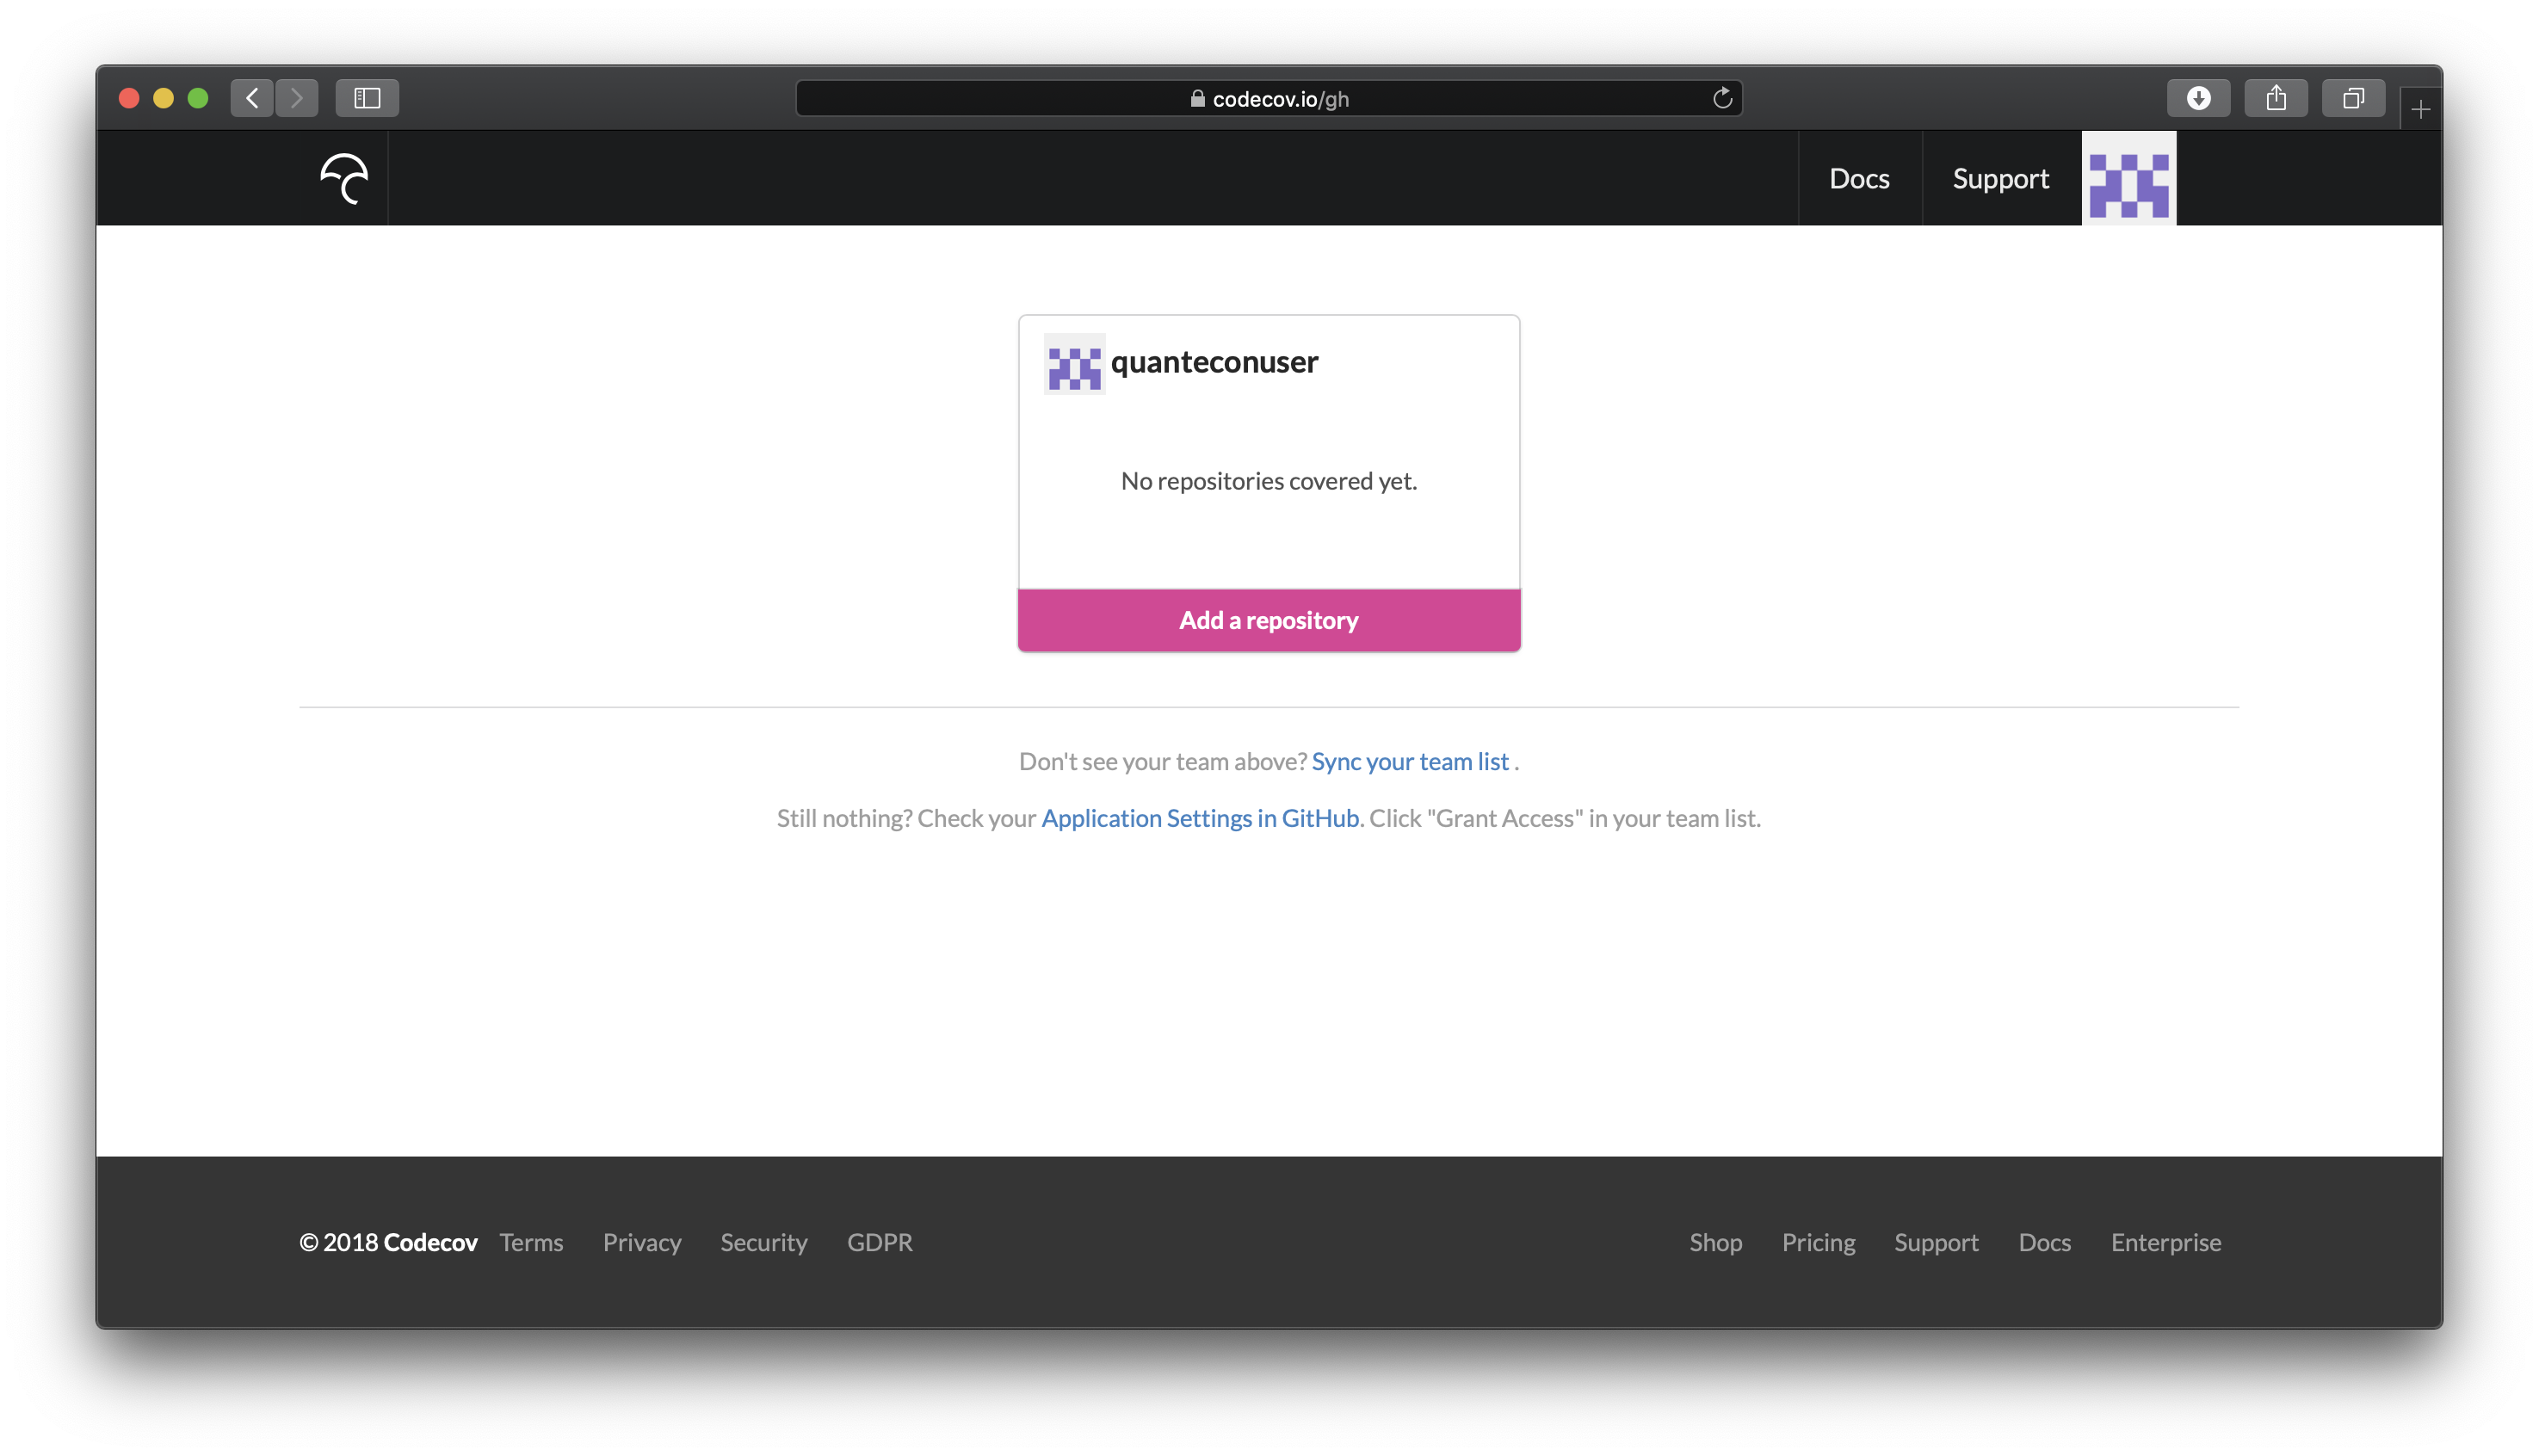 codecov.io/gh
Docs Support
quanteconuser
No repositories covered yet.
Add a repository
Don't see your team above? Sync your team list .
Still nothing? Check your Application Settings in GitHub. Click "Grant Access" in your team list.
© 2018 Codecov Terms Privacy Security GDPR Shop Pricing Support Docs Enterprise